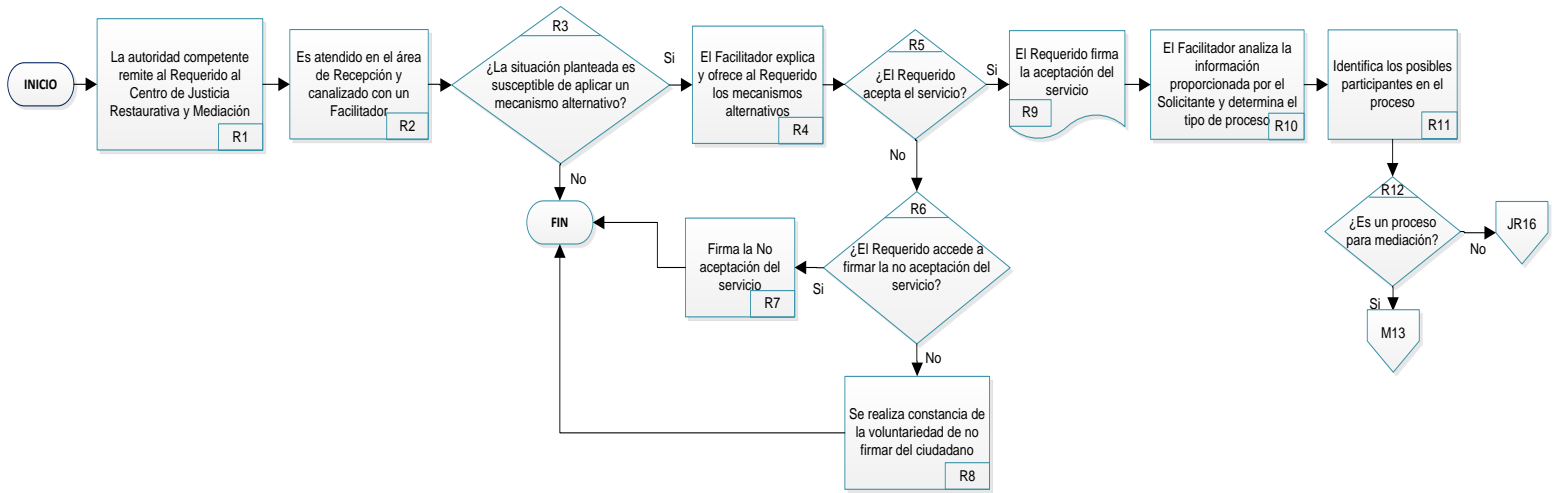 INICIO
La autoridad competente
remite al Requerido al
Centro de Justicia
Restaurativa y Mediación
R1
Es atendido en el área
de Recepción y
canalizado con un
Facilitador
R2
R3
¿La situación planteada es
susceptible de aplicar un
mecanismo alternativo?
Si
No
FIN
El Facilitador explica
y ofrece al Requerido
los mecanismos
alternativos
R4
R5
¿El Requerido
acepta el servicio?
Si
No
R6
¿El Requerido accede a
firmar la no aceptación del
servicio?
Si
No
Firma la No
aceptación del
servicio
R7
Se realiza constancia de
la voluntariedad de no
firmar del ciudadano
R8
El Requerido firma
la aceptación del
servicio
R9
El Facilitador analiza la
información
proporcionada por el
Solicitante y determina el
tipo de proceso
R10
Identifica los posibles
participantes en el
proceso
R11
R12
¿Es un proceso
para mediación?
No
JR16
Si
M13